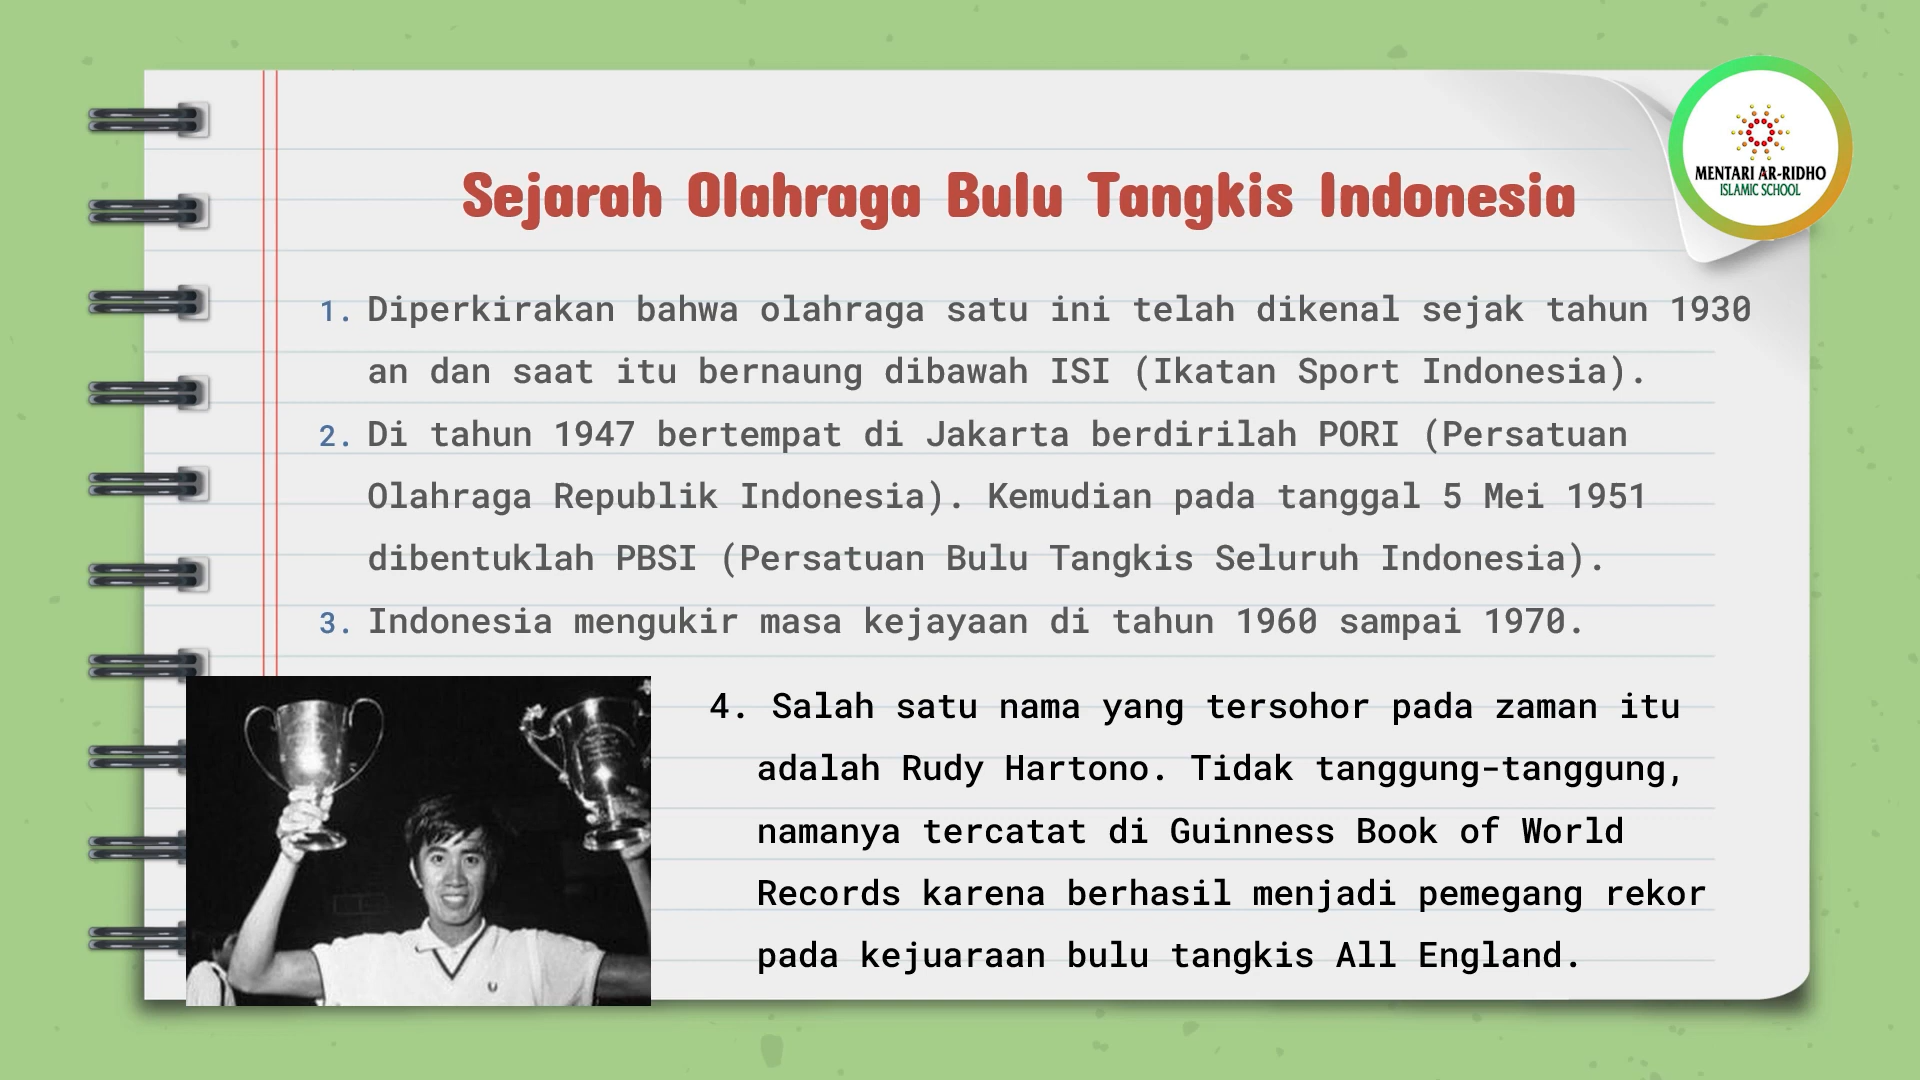 MENTARI AR-RIDHO
ISLAMIC SCHOOL
Sejarah Olahraga Bulu Tangkis Indonesia
1. Diperkirakan bahwa olahraga satu ini telah dikenal sejak tahun 1930
an dan saat itu bernaung dibawah ISI (Ikatan Sport Indonesia).
2. Di tahun 1947 bertempat di Jakarta berdirilah PORI (Persatuan
Olahraga Republik Indonesia). Kemudian pada tanggal 5 Mei 1951
dibentuklah PBSI (Persatuan Bulu Tangkis Seluruh Indonesia).
3. Indonesia mengukir masa kejayaan di tahun 1960 sampai 1970.
4. Salah satu nama yang tersohor pada zaman itu
adalah Rudy Hartono. Tidak tanggung-tanggung,
namanya tercatat di Guinness Book of World
Records karena berhasil menjadi pemegang rekor
pada kejuaraan bulu tangkis All England.